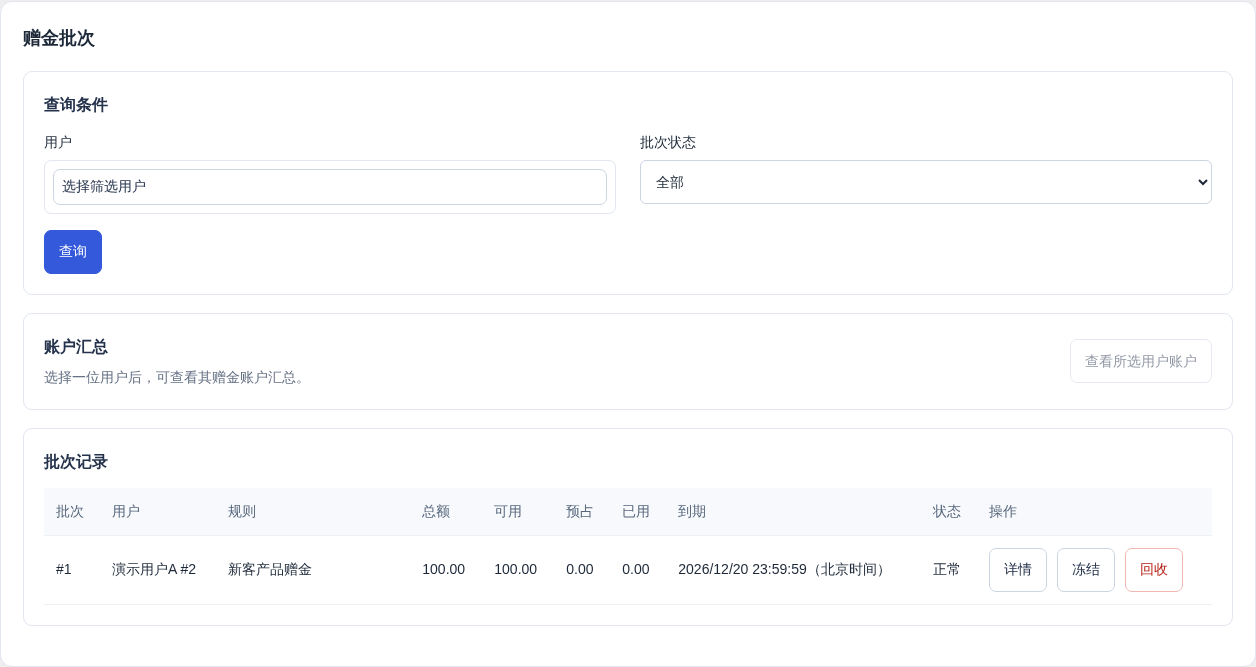 赠金批次
查询条件
用户
批次状态
选择筛选用户
全部
查询
账户汇总
选择一位用户后，可查看其赠金账户汇总。
查看所选用户账户
批次记录
批次 用户 规则 总额 可用 预占 已用 到期 状态 操作
#1 演示用户A #2 新客产品赠金 100.00 100.00 0.00 0.00 2026/12/20 23:59:59（北京时间） 正常 详情 冻结 回收